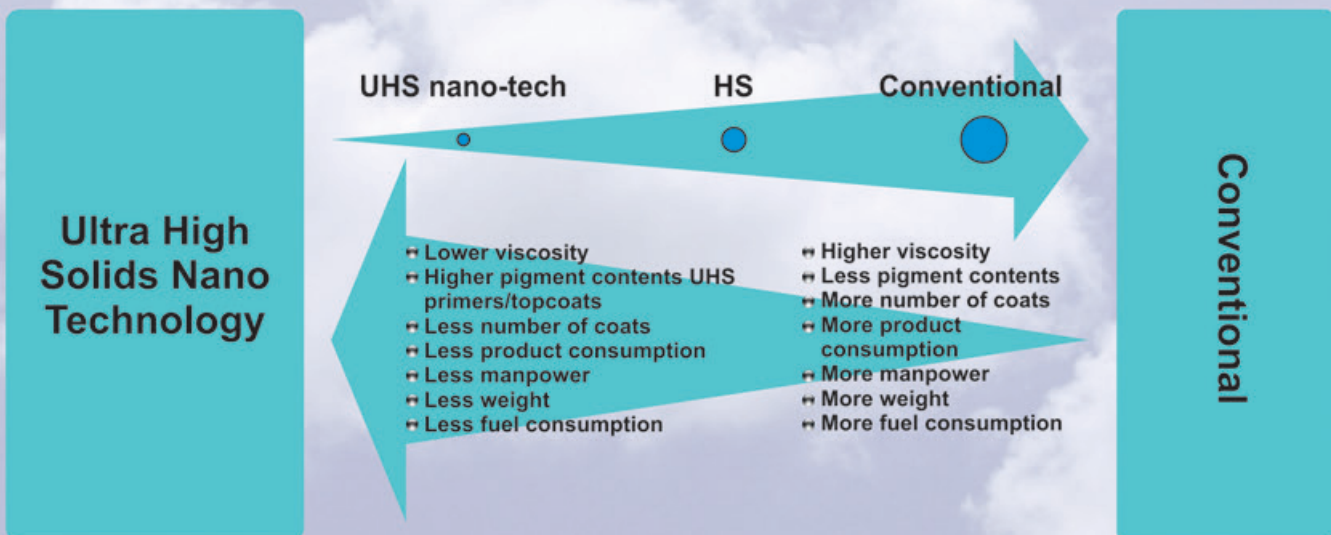 UHS nano-tech
HS
Conventional
Ultra High
Solids Nano
Technology
Lower viscosity
Higher pigment contents UHS
primers/topcoats
Less number of coats
Less product consumption
Less manpower
Less weight
Less fuel consumption
Higher viscosity
Less pigment contents
More number of coats
More product
consumption
More manpower
More weight
More fuel consumption
Conventional